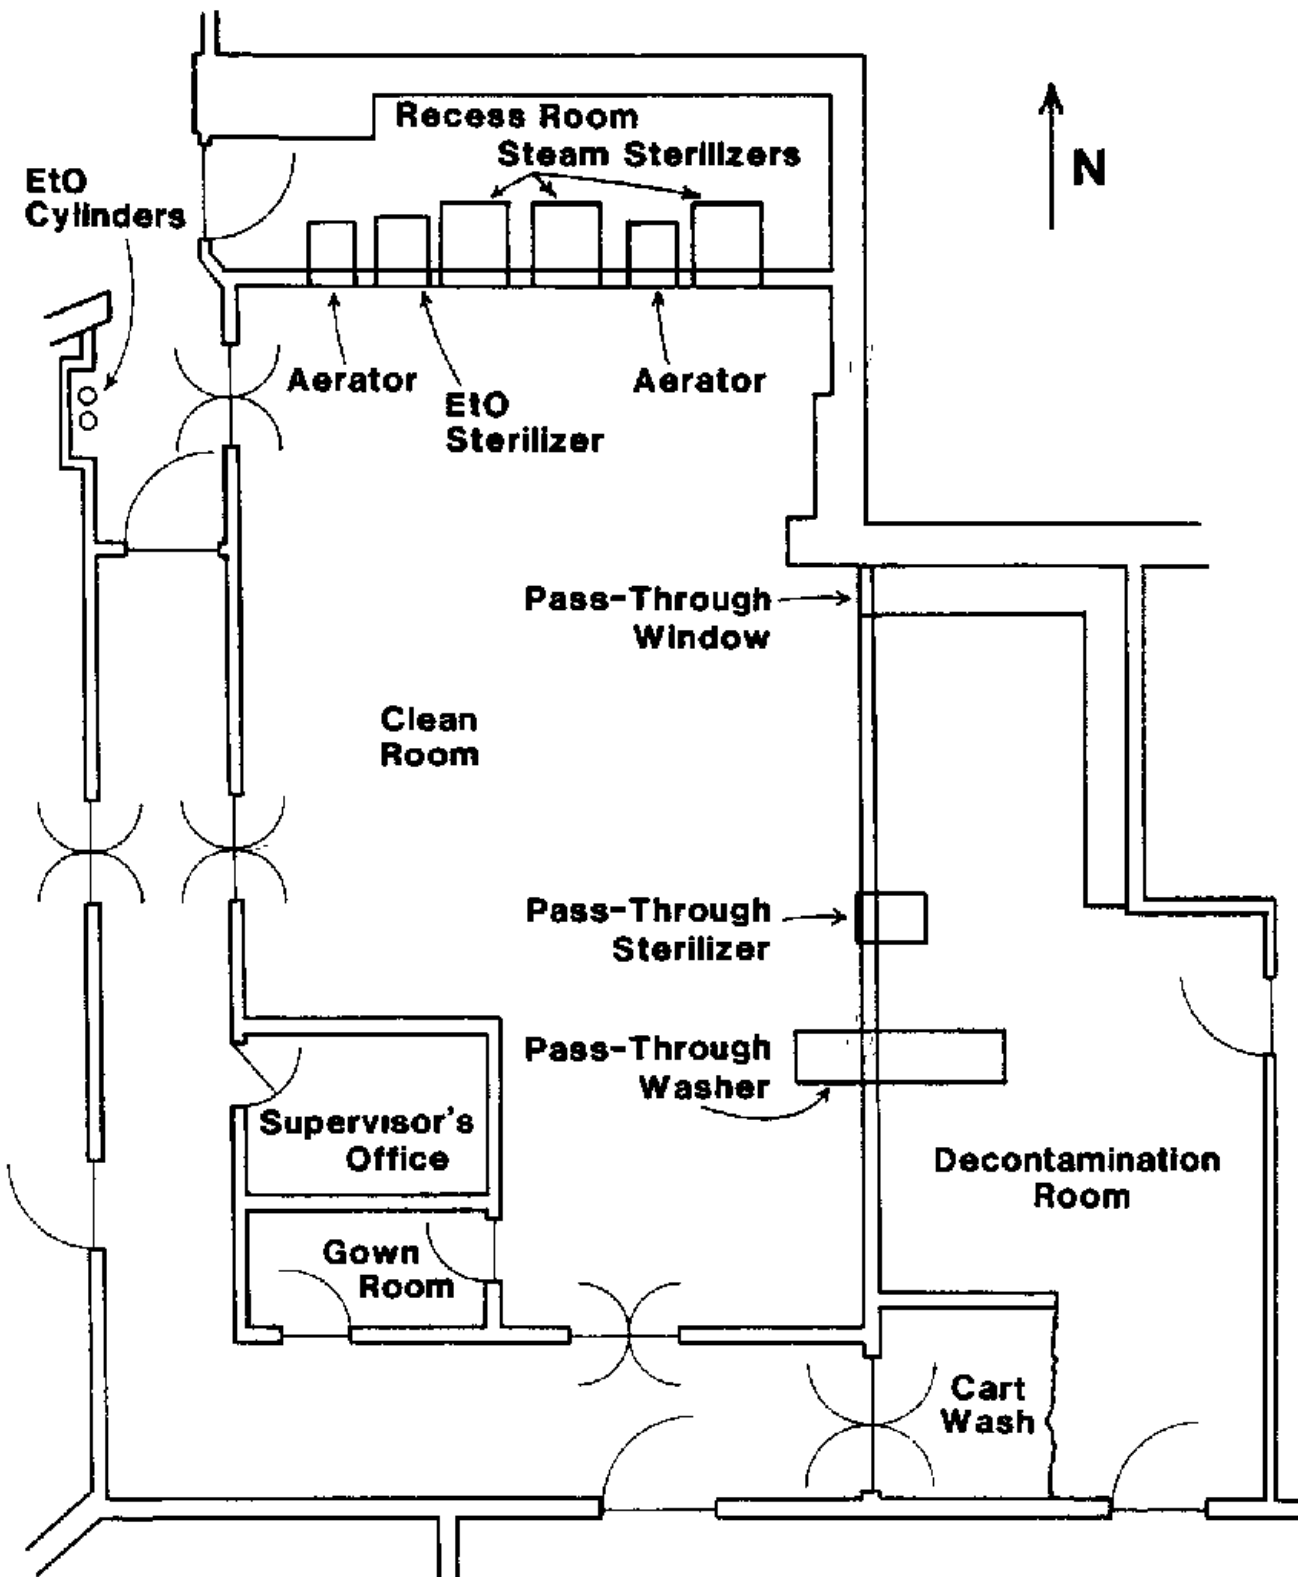 Recess Room
Steam Sterilizers
N
EtO
Cylinders
Aerator
EtO
Sterilizer
Aerator
Pass-Through
Window
Clean
Room
Pass-Through
Sterilizer
Pass-Through
Washer
Supervisor's
Office
Decontamination
Room
Gown
Room
Cart
Wash